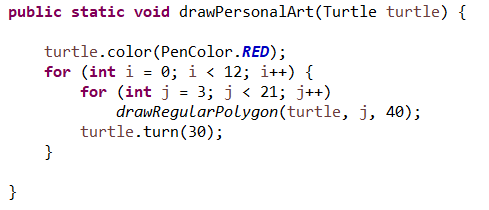 public static void drawPersonalArt(Turtle turtle) {
    turtle.color(PenColor.RED);
    for (int i = 0; i < 12; i++) {
        for (int j = 3; j < 21; j++)
            drawRegularPolygon(turtle, j, 40);
        turtle.turn(30);
    }
}